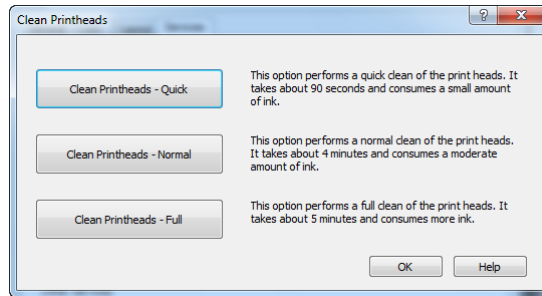 Clean Printheads
Clean Printheads - Quick
This option performs a quick clean of the print heads. It
takes about 90 seconds and consumes a small amount
of ink.
Clean Printheads - Normal
This option performs a normal clean of the print heads.
It takes about 4 minutes and consumes a moderate
amount of ink.
Clean Printheads - Full
This option performs a full clean of the print heads. It
takes about 5 minutes and consumes more ink.
OK
Help